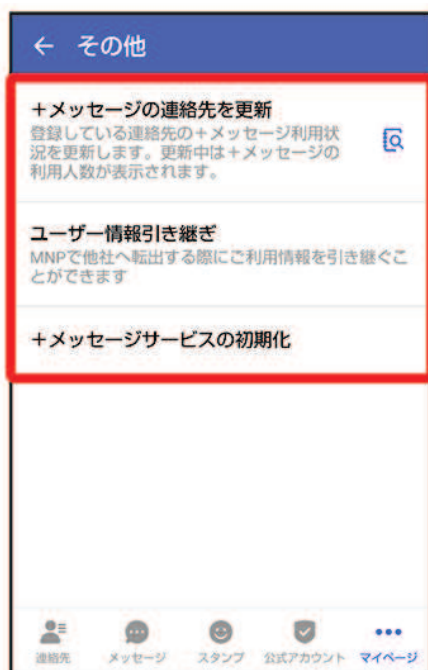 ← その他
+メッセージの連絡先を更新
登録している連絡先の+メッセージ利用状
況を更新します。更新中は+メッセージの
利用人数が表示されます。
ユーザー情報引き継ぎ
MNPで他社へ転出する際にご利用情報を引き継ぐこ
とができます
+メッセージサービスの初期化
連絡先 メッセージ スタンプ 公式アカウント マイページ